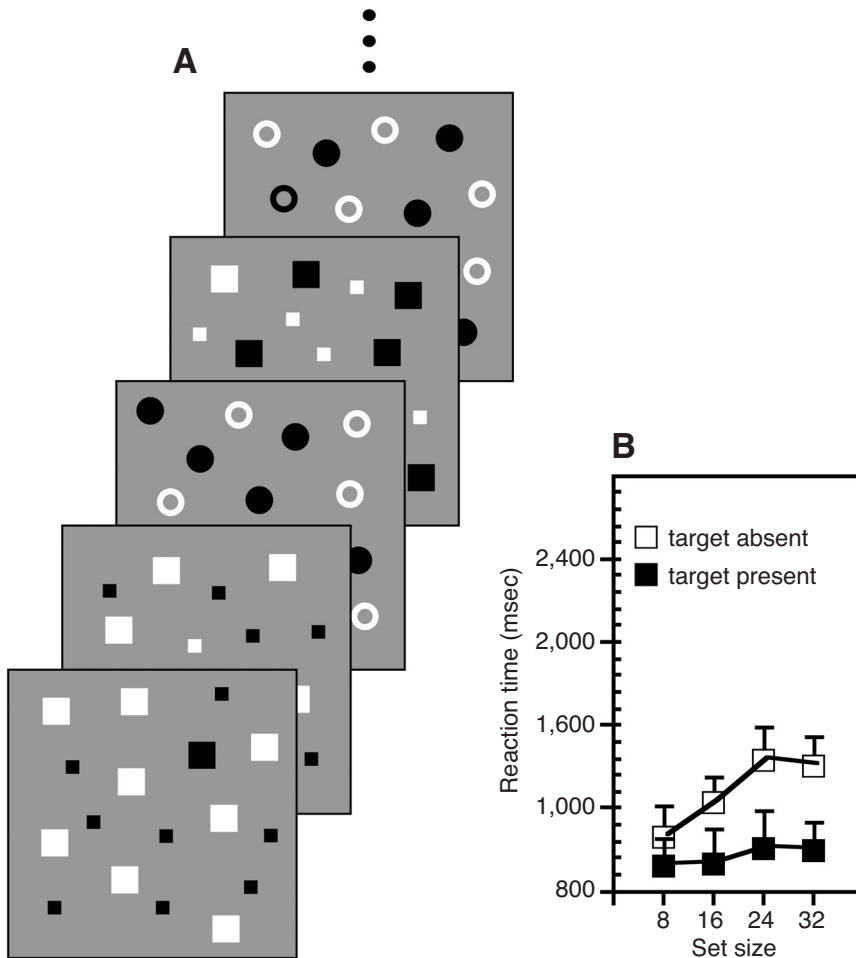 A
B
target absent
target present
2,400
2,000
1,600
1,000
800
Reaction time (msec)
8 16 24 32
Set size